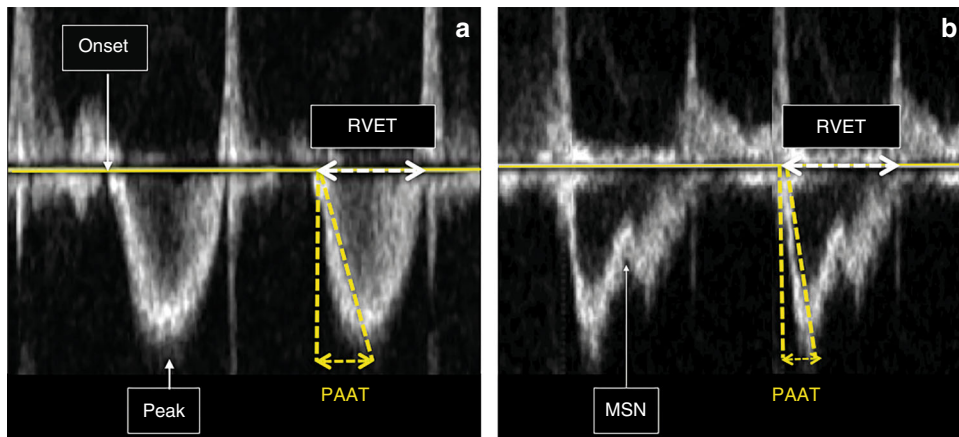 a
Onset
RVET
PAAT
Peak
b
RVET
MSN
PAAT